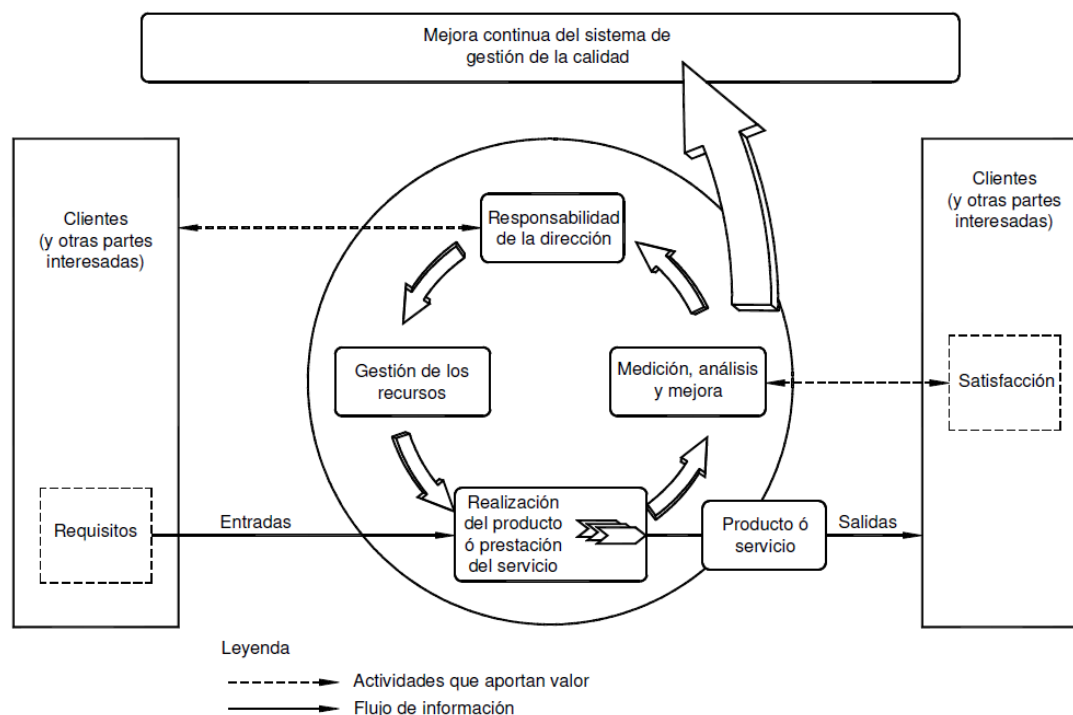 Mejora continua del sistema de
gestión de la calidad
Clientes
(y otras partes
interesadas)
Responsabilidad
de la dirección
Clientes
(y otras partes
interesadas)
Gestión de los
recursos
Medición, análisis
y mejora
Satisfacción
Requisitos
Entradas
Realización
del producto
ó prestación
del servicio
Producto ó
servicio
Salidas
Leyenda
Actividades que aportan valor
Flujo de información